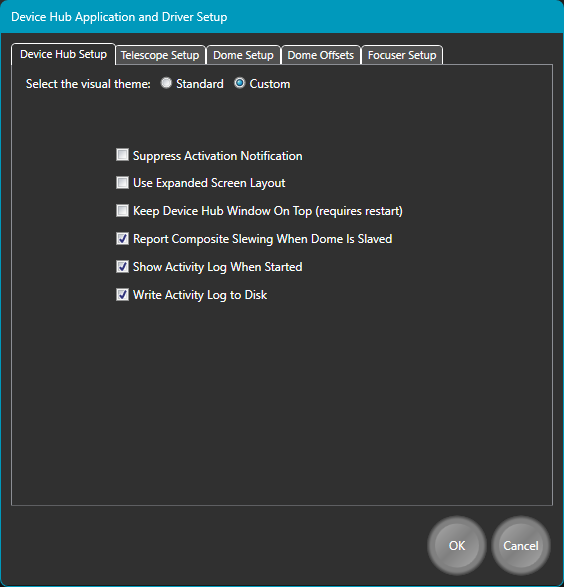 Device Hub Application and Driver Setup
Device Hub Setup Telescope Setup Dome Setup Dome Offsets Focuser Setup
Select the visual theme: Standard Custom
Suppress Activation Notification
Use Expanded Screen Layout
Keep Device Hub Window On Top (requires restart)
Report Composite Slewing When Dome Is Slaved
Show Activity Log When Started
Write Activity Log to Disk
OK Cancel